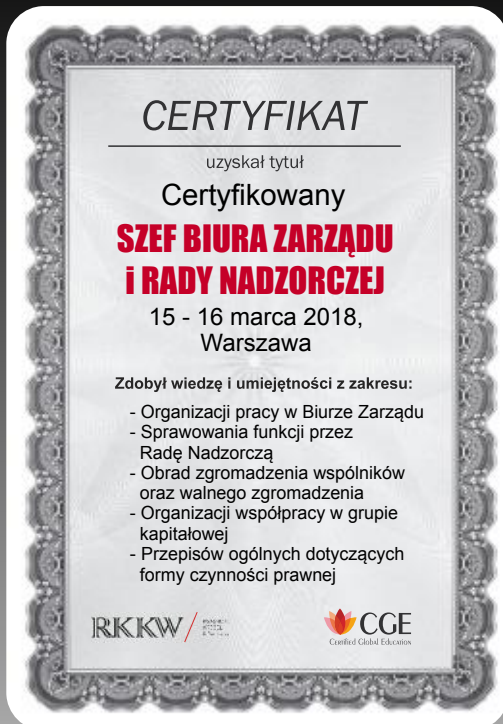 CERTYFIKAT
uzyskał tytuł
Certyfikowany
SZEF BIURA ZARZĄDU
i RADY NADZORCZEJ
15 - 16 marca 2018,
Warszawa
Zdobył wiedzę i umiejętności z zakresu:
- Organizacji pracy w Biurze Zarządu
- Sprawowania funkcji przez
Radę Nadzorczą
- Obrad zgromadzenia wspólników
oraz walnego zgromadzenia
- Organizacji współpracy w grupie
kapitałowej
- Przepisów ogólnych dotyczących
formy czynności prawnej
RKKW
CGE
Certified Global Education